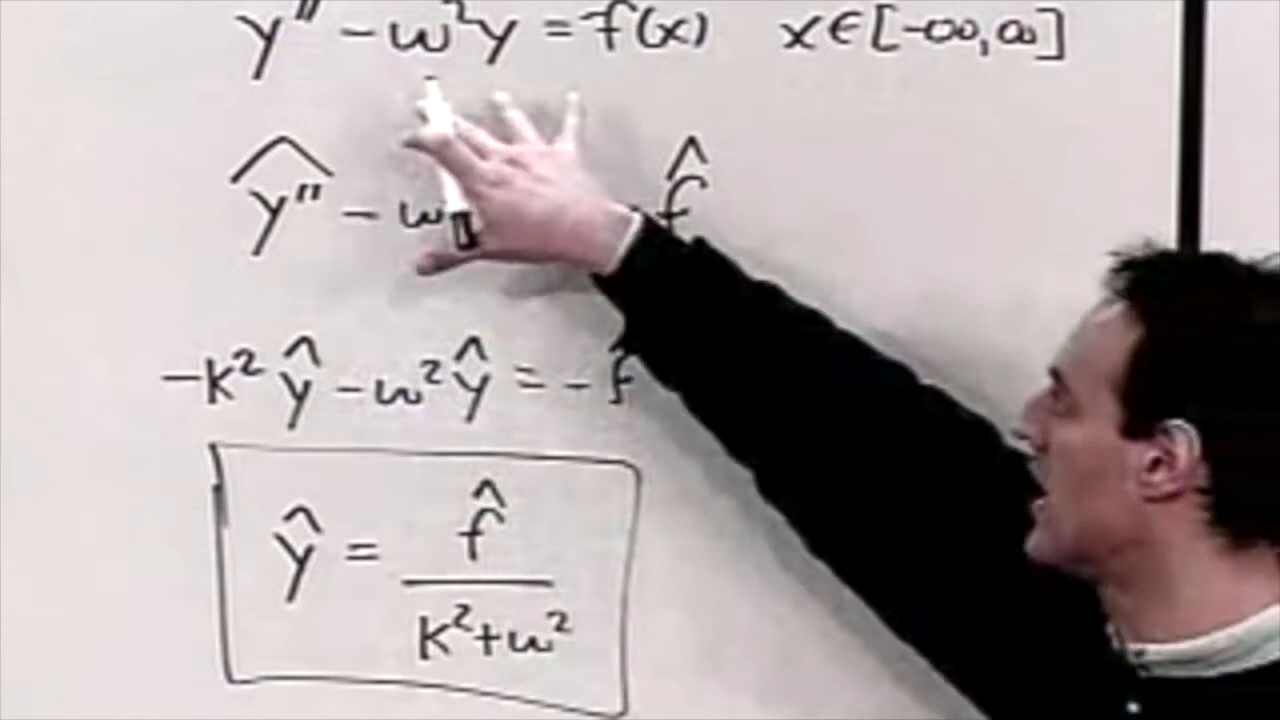 y'' - ω²y = f(x) x∈[-∞,∞]
ŷ'' - ω f̂
-k²ŷ - ω²ŷ = -f̂
ŷ = f̂ / k²+ω²